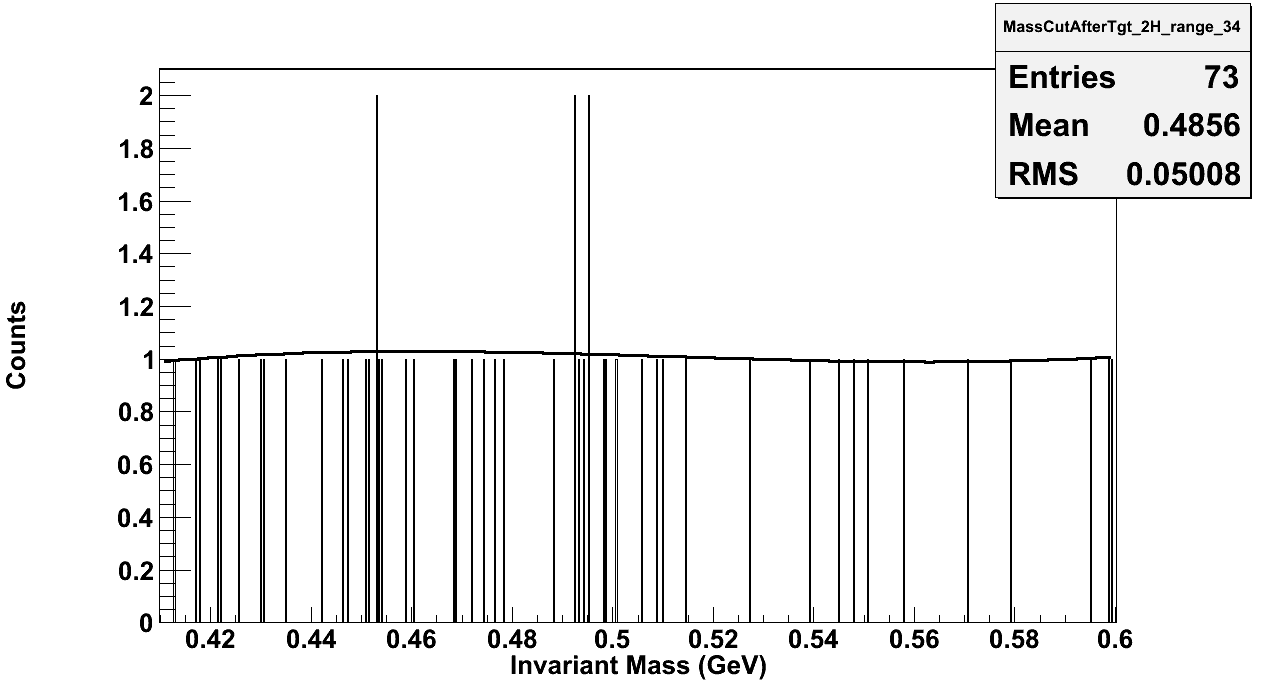 MassCutAfterTgt_2H_range_34
Entries 73
Mean 0.4856
RMS 0.05008
2
1.8
1.6
1.4
1.2
1
0.8
0.6
0.4
0.2
0
Counts
0.42 0.44 0.46 0.48 0.5 0.52 0.54 0.56 0.58 0.6
Invariant Mass (GeV)